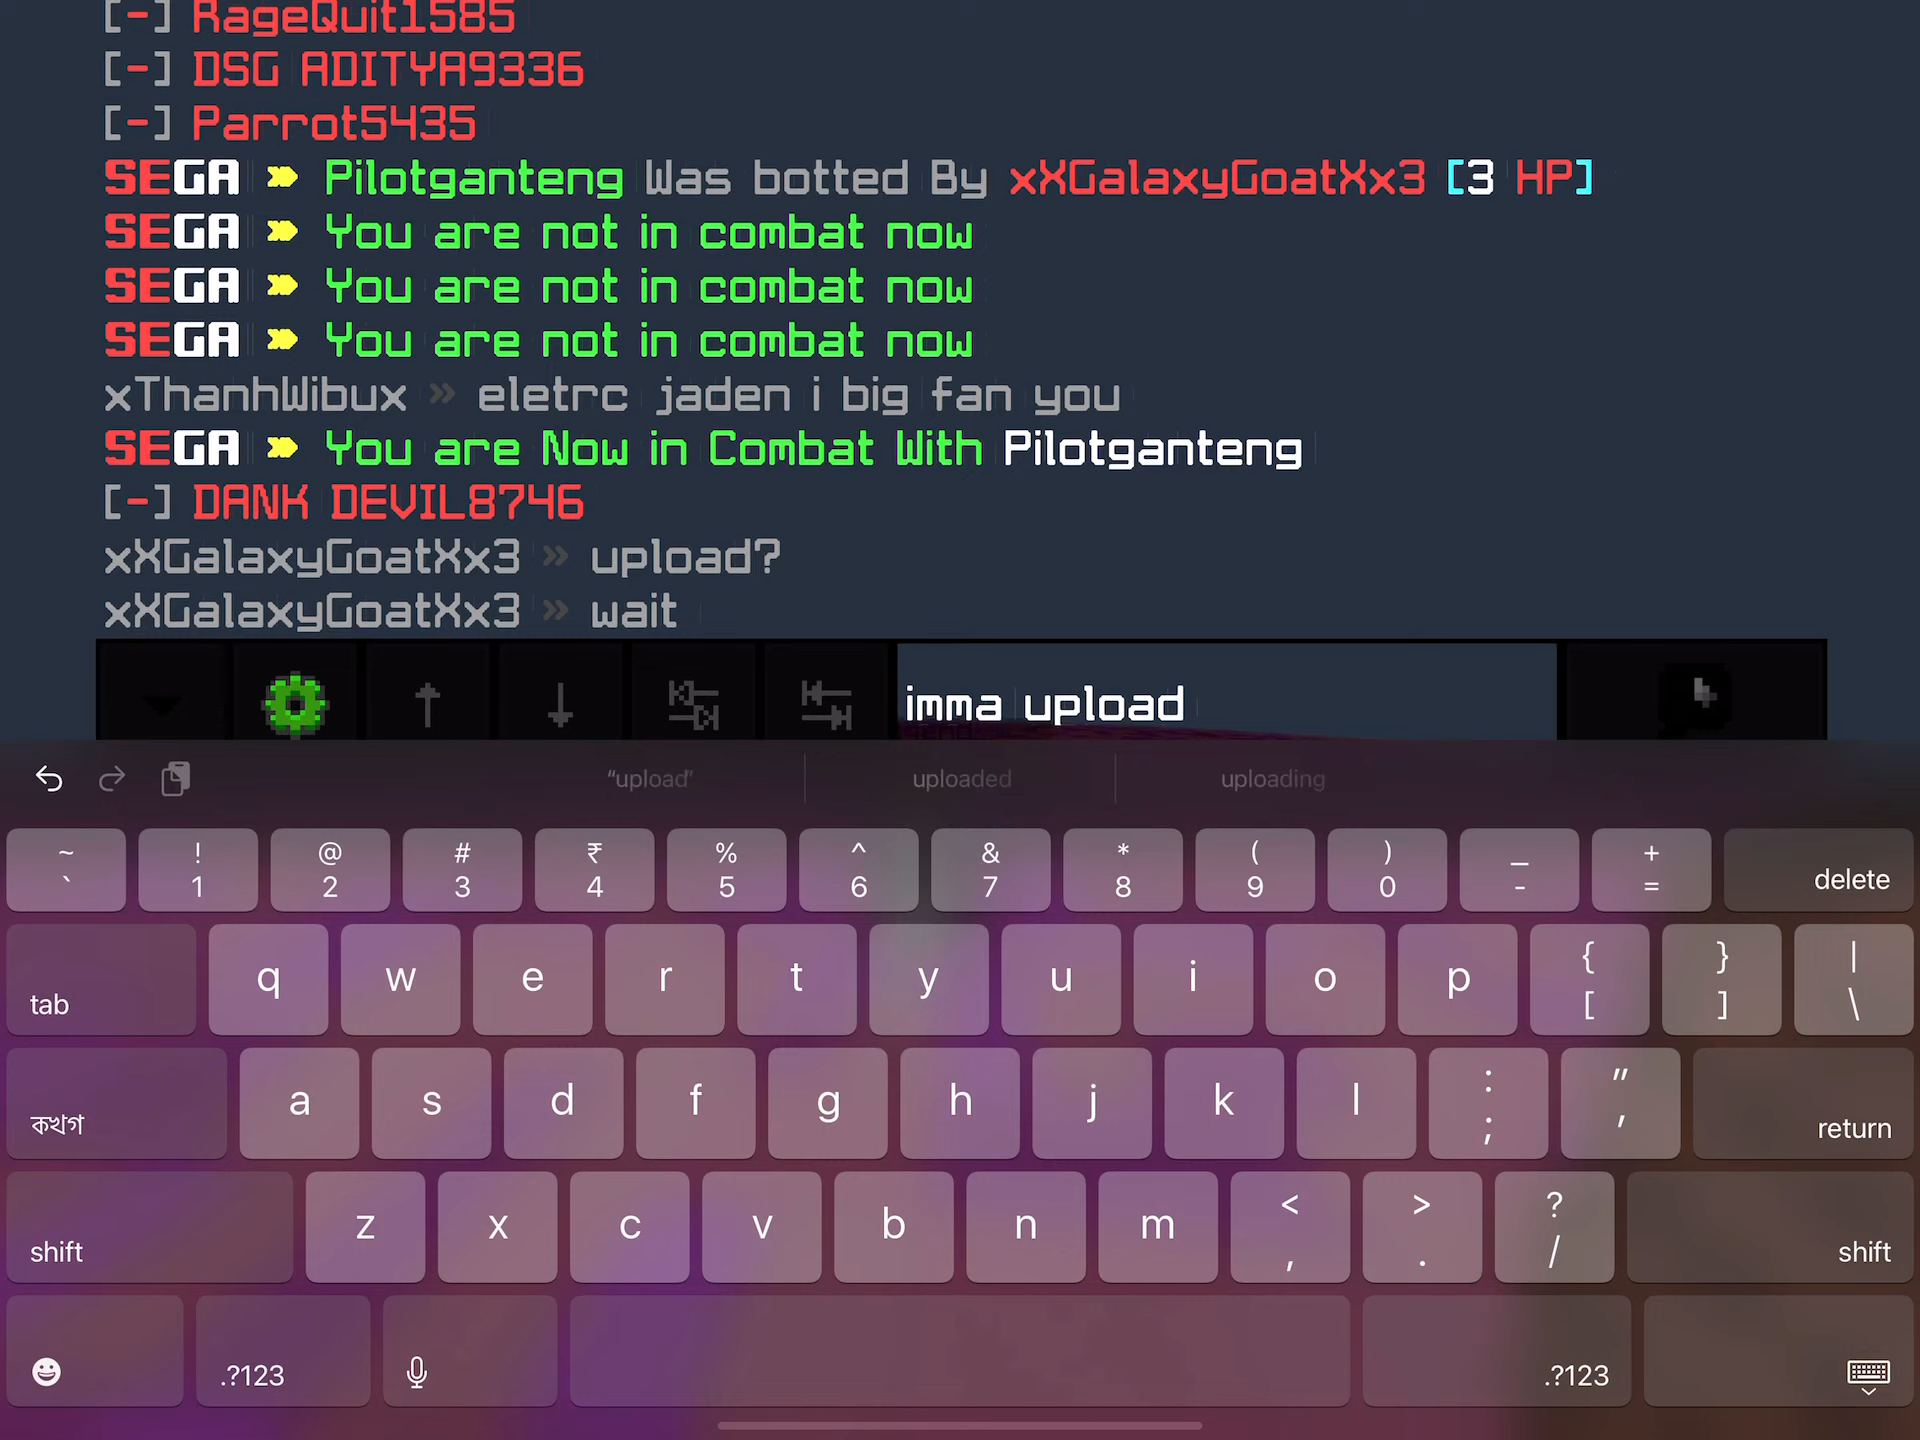 [-] RageQuit1585
[-] DSG ADITYA9336
[-] Parrot5435
SEGA » Pilotganteng Was botted By xXGalaxyGoatXx3 [3 HP]
SEGA » You are not in combat now
SEGA » You are not in combat now
SEGA » You are not in combat now
xThanhWibux » eletrc jaden i big fan you
SEGA » You are Now in Combat With Pilotganteng
[-] DANK DEVIL8746
xXGalaxyGoatXx3 » upload?
xXGalaxyGoatXx3 » wait
imma upload
“upload” uploaded uploading
~ ! @ # ₹ % ^ & * ( ) _ +
` 1 2 3 4 5 6 7 8 9 0 - = delete
tab q w e r t y u i o p { [ } ] | \
কখগ a s d f g h j k l : ; " ' return
shift z x c v b n m < , > . ? / shift
.?123 .?123